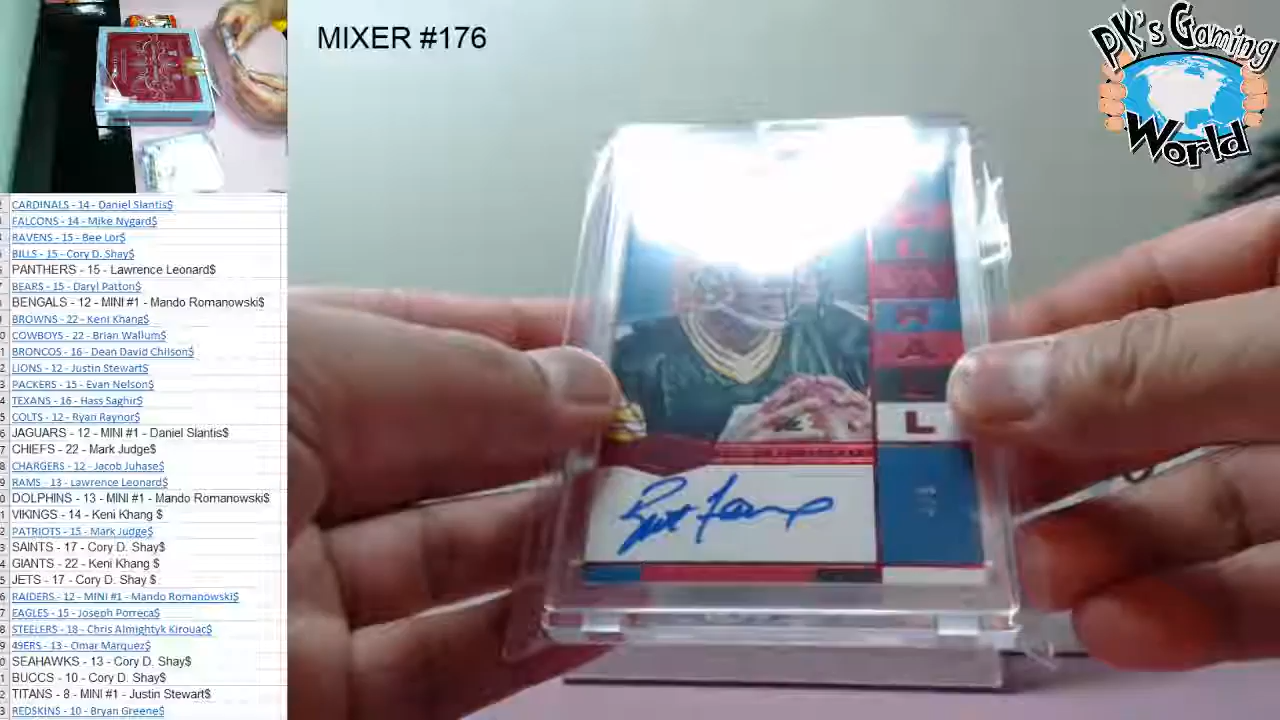 MIXER #176
PK's Gaming
World
CARDINALS - 14 - Daniel Slantis$
FALCONS - 14 - Mike Nygard$
RAVENS - 15 - Bee Lor$
BILLS - 15 - Cory D. Shay$
PANTHERS - 15 - Lawrence Leonard$
BEARS - 15 - Daryl Patton$
BENGALS - 12 - MINI #1 - Mando Romanowski$
BROWNS - 22 - Keni Khang$
COWBOYS - 22 - Brian Wallum$
BRONCOS - 16 - Dean David Chilson$
LIONS - 12 - Justin Stewart$
PACKERS - 15 - Evan Nelson$
TEXANS - 16 - Hass Saghir$
COLTS - 12 - Ryan Raynor$
JAGUARS - 12 - MINI #1 - Daniel Slantis$
CHIEFS - 22 - Mark Judge$
CHARGERS - 12 - Jacob Juhase$
RAMS - 13 - Lawrence Leonard$
DOLPHINS - 13 - MINI #1 - Mando Romanowski$
VIKINGS - 14 - Keni Khang $
PATRIOTS - 15 - Mark Judge$
SAINTS - 17 - Cory D. Shay$
GIANTS - 22 - Keni Khang $
JETS - 17 - Cory D. Shay $
RAIDERS - 12 - MINI #1 - Mando Romanowski$
EAGLES - 15 - Joseph Porreca$
STEELERS - 18 - Chris Almightyk Kirouac$
49ERS - 13 - Omar Marquez$
SEAHAWKS - 13 - Cory D. Shay$
BUCCS - 10 - Cory D. Shay$
TITANS - 8 - MINI #1 - Justin Stewart$
REDSKINS - 10 - Bryan Greene$